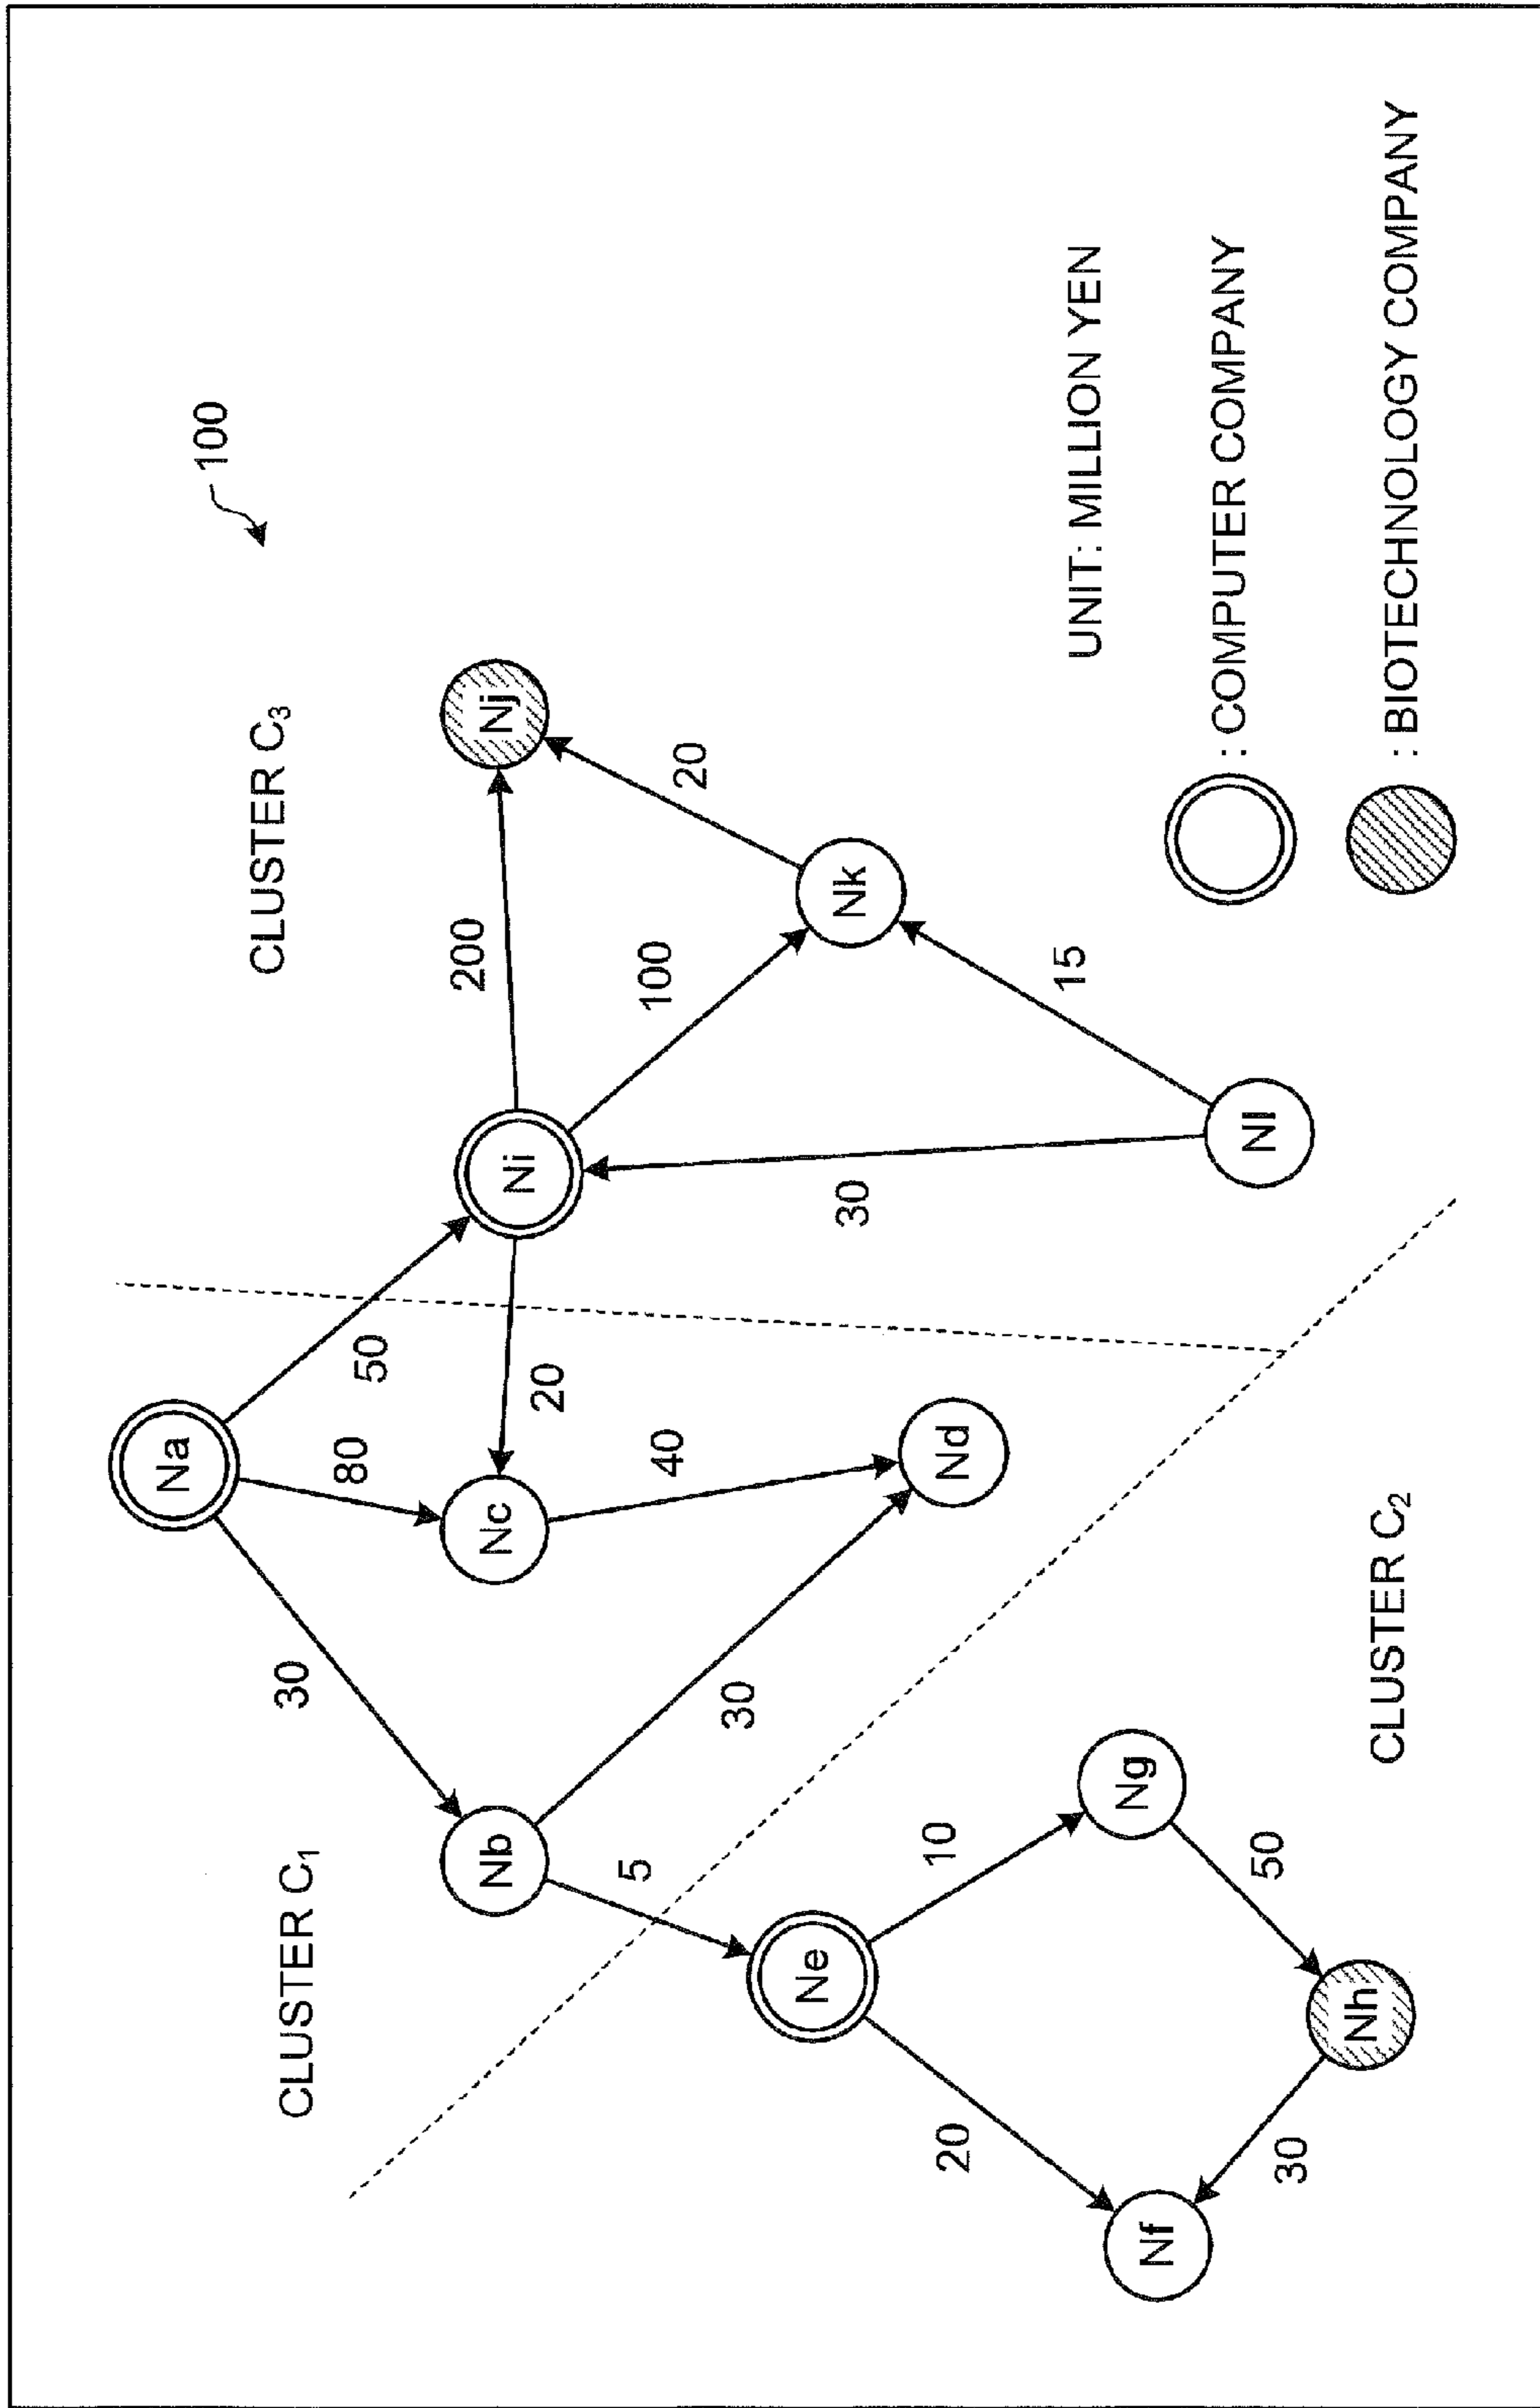 100
CLUSTER C₁
CLUSTER C₃
Na
30
80
50
Nb
Nc
20
Ni
200
Nj
5
30
40
100
20
Ne
Nd
Nk
20
10
30
15
Nf
Ng
Nl
30
50
Nh
CLUSTER C₂
UNIT: MILLION YEN
: COMPUTER COMPANY
: BIOTECHNOLOGY COMPANY